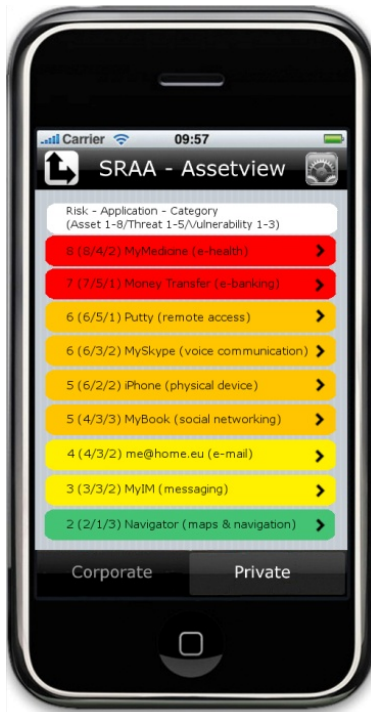 Carrier 09:57
SRAA - Assetview
Risk - Application - Category
(Asset 1-8/Threat 1-5/Vulnerability 1-3)
8 (8/4/2) MyMedicine (e-health)
7 (7/5/1) Money Transfer (e-banking)
6 (6/5/1) Putty (remote access)
6 (6/3/2) MySkype (voice communication)
5 (6/2/2) iPhone (physical device)
5 (4/3/3) MyBook (social networking)
4 (4/3/2) me@home.eu (e-mail)
3 (3/3/2) MyIM (messaging)
2 (2/1/3) Navigator (maps & navigation)
Corporate Private